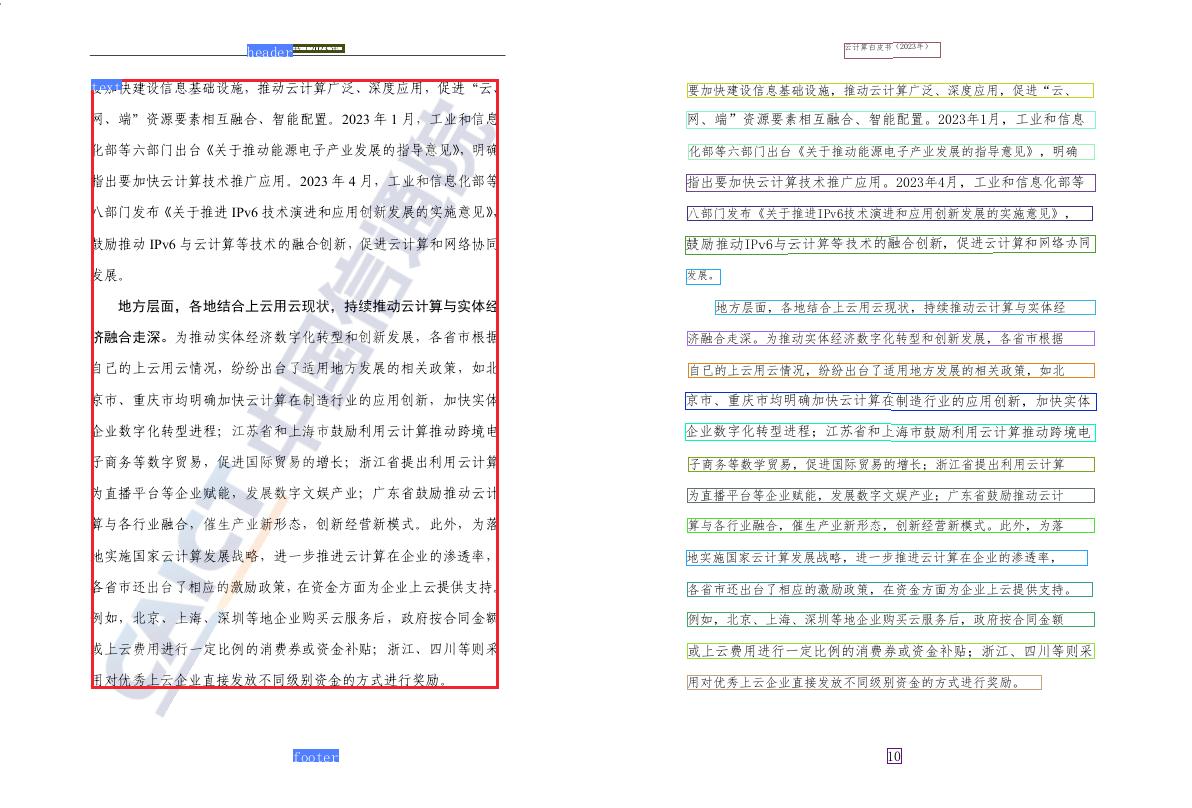 header
text
要加快建设信息基础设施，推动云计算广泛、深度应用，促进“云、
网、端”资源要素相互融合、智能配置。2023 年 1 月，工业和信息
化部等六部门出台《关于推动能源电子产业发展的指导意见》，明确
指出要加快云计算技术推广应用。2023 年 4 月，工业和信息化部等
八部门发布《关于推进 IPv6 技术演进和应用创新发展的实施意见》，
鼓励推动 IPv6 与云计算等技术的融合创新，促进云计算和网络协同
发展。
地方层面，各地结合上云用云现状，持续推动云计算与实体经
济融合走深。为推动实体经济数字化转型和创新发展，各省市根据
自己的上云用云情况，纷纷出台了适用地方发展的相关政策，如北
京市、重庆市均明确加快云计算在制造行业的应用创新，加快实体
企业数字化转型进程；江苏省和上海市鼓励利用云计算推动跨境电
子商务等数字贸易，促进国际贸易的增长；浙江省提出利用云计算
为直播平台等企业赋能，发展数字文娱产业；广东省鼓励推动云计
算与各行业融合，催生产业新形态，创新经营新模式。此外，为落
地实施国家云计算发展战略，进一步推进云计算在企业的渗透率，
各省市还出台了相应的激励政策，在资金方面为企业上云提供支持。
例如，北京、上海、深圳等地企业购买云服务后，政府按合同金额
或上云费用进行一定比例的消费券或资金补贴；浙江、四川等则采
用对优秀上云企业直接发放不同级别资金的方式进行奖励。
CAICT 中国信通院
footer
云计算白皮书（2023年）
要加快建设信息基础设施，推动云计算广泛、深度应用，促进“云、
网、端”资源要素相互融合、智能配置。2023年1月，工业和信息
化部等六部门出台《关于推动能源电子产业发展的指导意见》，明确
指出要加快云计算技术推广应用。2023年4月，工业和信息化部等
八部门发布《关于推进IPv6技术演进和应用创新发展的实施意见》，
鼓励推动IPv6与云计算等技术的融合创新，促进云计算和网络办同
发展。
地方层面，各地结合上云用云现状，持续推动云计算与实体经
济融合走深。为推动实体经济数字化转型和创新发展，各省市根据
自已的上云用云情况，纷纷出台了适用地方发展的相关政策，如北
京市、重庆市均明确加快云计算在制造行业的应用创新，加快实体
企业数字化转型进程；江苏省和上海市鼓励利用云计算推动跨境电
子商务等数学贸易，促进国际贸易的增长；浙江省提出利用云计算
为直播平台等企业赋能，发展数字文娱产业；广东省鼓励推动云计
算与各行业融合，催生产业新形态，创新经营新模式。此外，为落
地实施国家云计算发展战略，进一步推进云计算在企业的渗透率，
各省市还出台了相应的激励政策，在资金方面为企业上云提供支持。
例如，北京、上海、深圳等地企业购买云服务后，政府按合同金额
或上云费用进行一定比例的消费券或资金补贴；浙江、四川等则采
用对优秀上云企业直接发放不同级别资金的方式进行奖励。
10